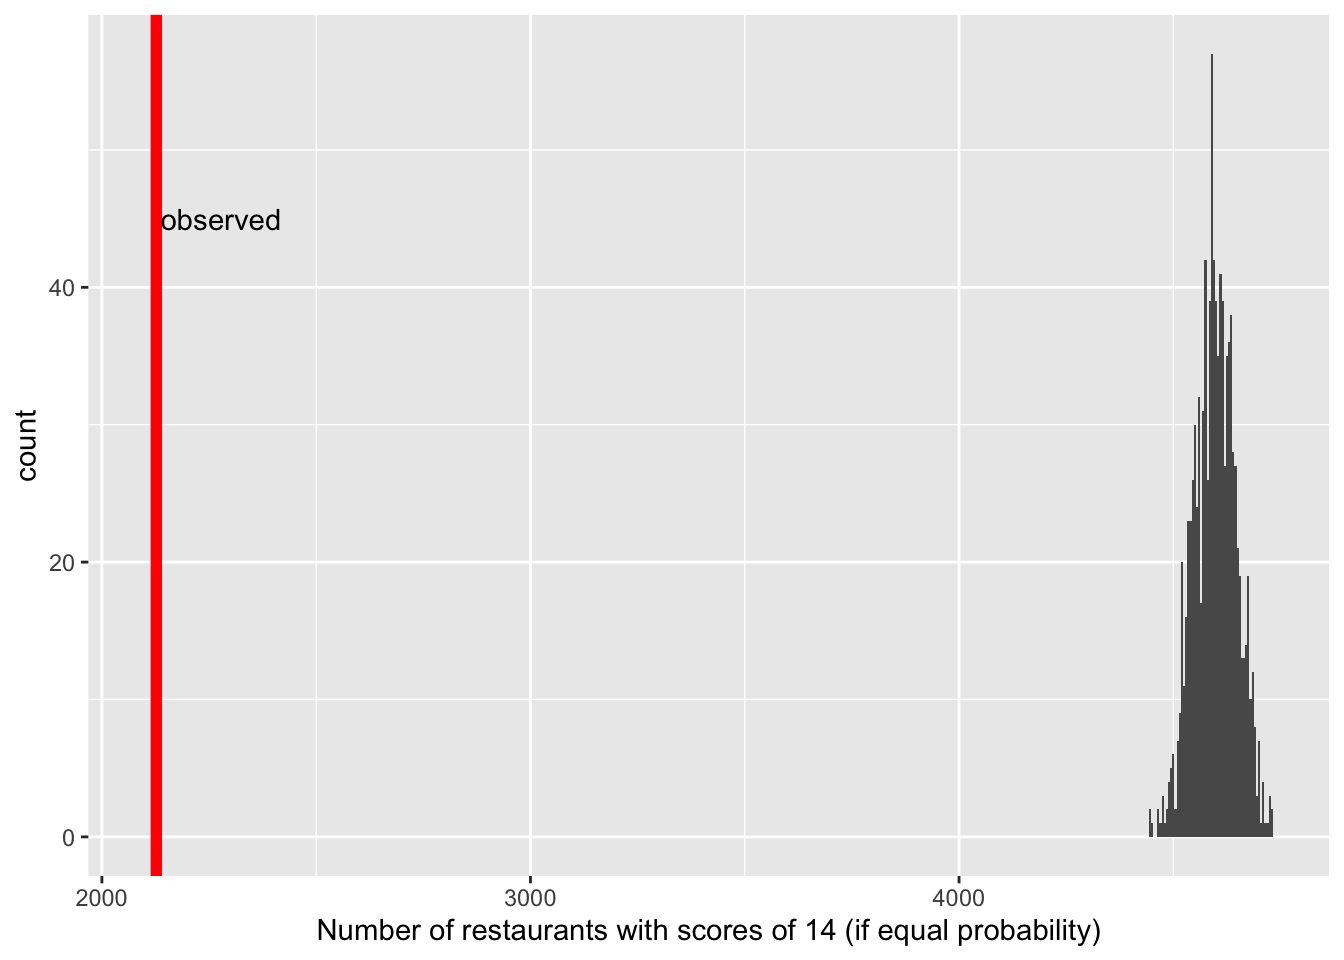 observed
40
20
0
count
2000
3000
4000
Number of restaurants with scores of 14 (if equal probability)